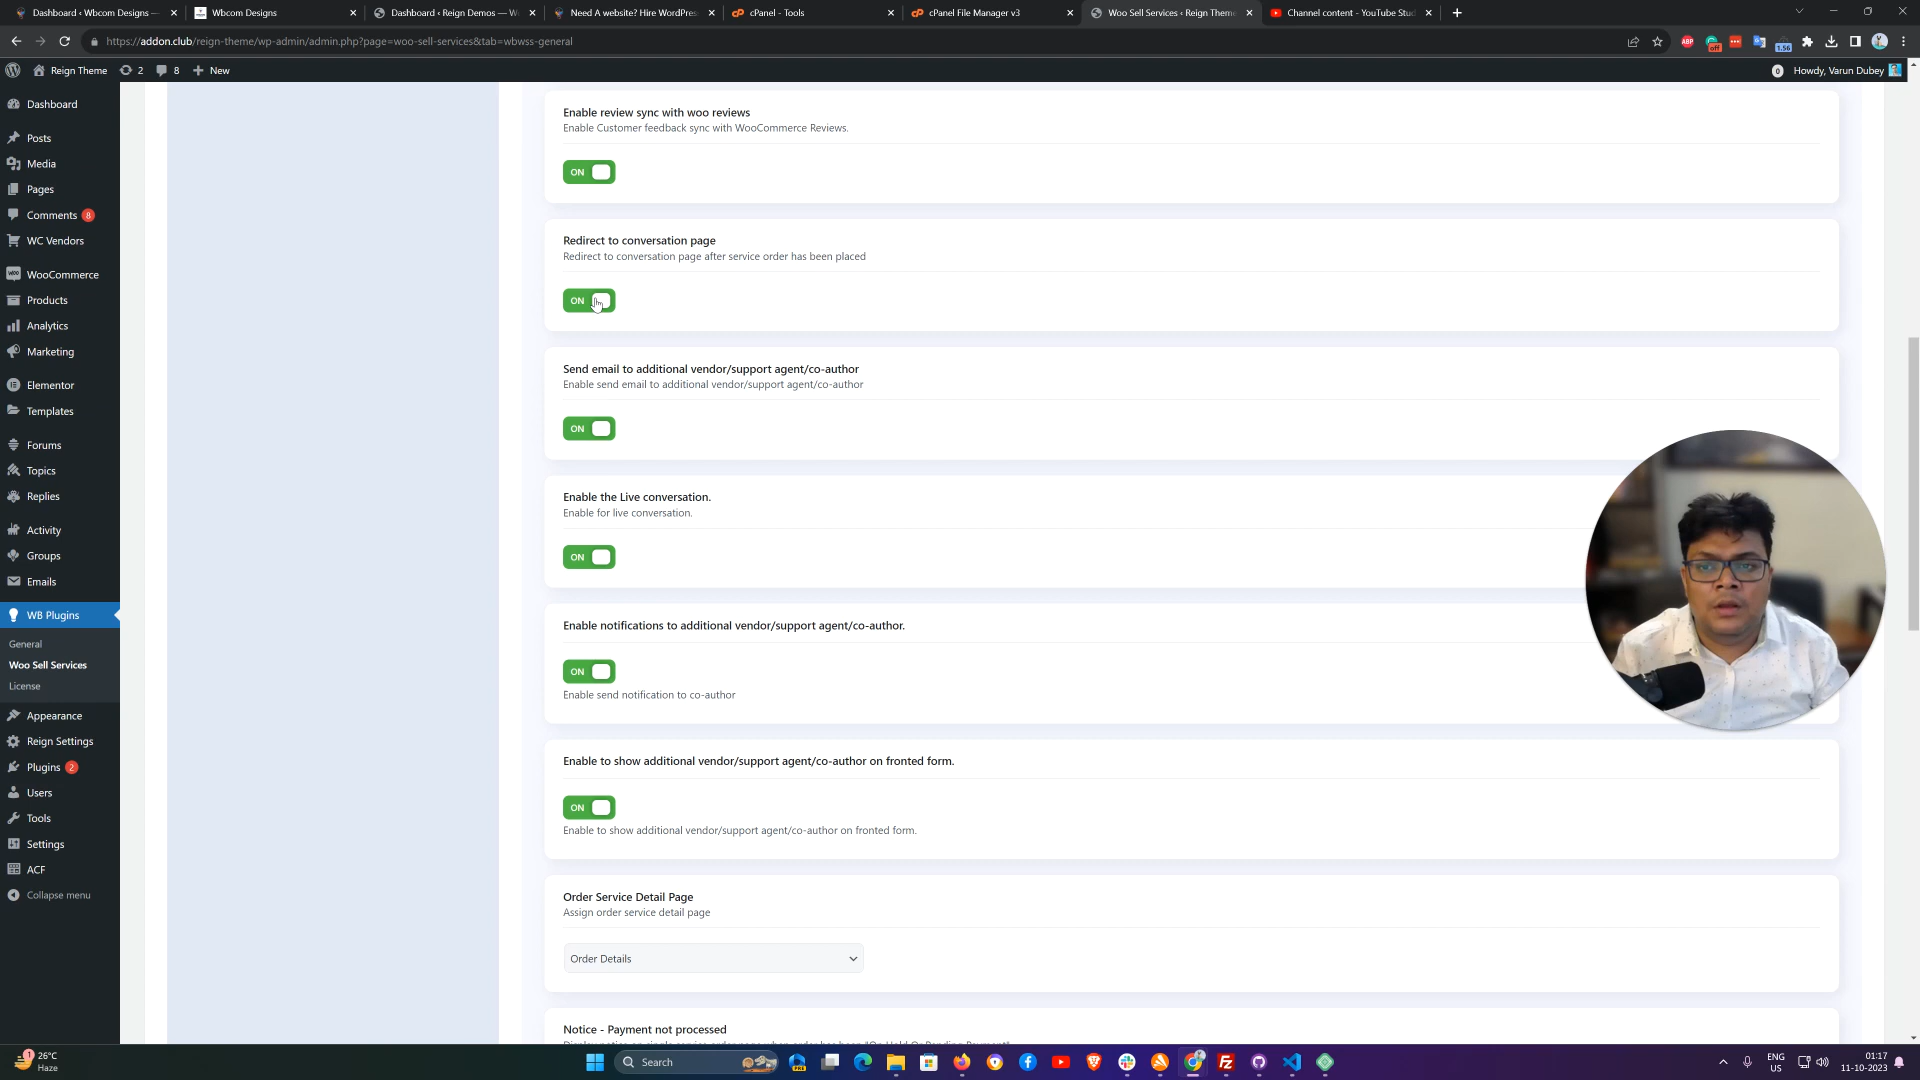 Dashboard ‹ Wbcom Designs —
Wbcom Designs
Dashboard ‹ Reign Demos — W
Need A website? Hire WordPres
cPanel - Tools
cPanel File Manager v3
Woo Sell Services ‹ Reign Theme
Channel content - YouTube Stud
https://addon.club/reign-theme/wp-admin/admin.php?page=woo-sell-services&tab=wbwss-general
ABP
off
1.56
Reign Theme
2
8
New
0
Howdy, Varun Dubey
Dashboard
Posts
Media
Pages
Comments 8
WC Vendors
WooCommerce
Products
Analytics
Marketing
Elementor
Templates
Forums
Topics
Replies
Activity
Groups
Emails
WB Plugins
General
Woo Sell Services
License
Appearance
Reign Settings
Plugins 2
Users
Tools
Settings
ACF
Collapse menu
Enable review sync with woo reviews
Enable Customer feedback sync with WooCommerce Reviews.
ON
Redirect to conversation page
Redirect to conversation page after service order has been placed
ON
Send email to additional vendor/support agent/co-author
Enable send email to additional vendor/support agent/co-author
ON
Enable the Live conversation.
Enable for live conversation.
ON
Enable notifications to additional vendor/support agent/co-author.
ON
Enable send notification to co-author
Enable to show additional vendor/support agent/co-author on fronted form.
ON
Enable to show additional vendor/support agent/co-author on fronted form.
Order Service Detail Page
Assign order service detail page
Order Details
Notice - Payment not processed
1
26°C
Haze
Search
ENG
US
01:17
11-10-2023